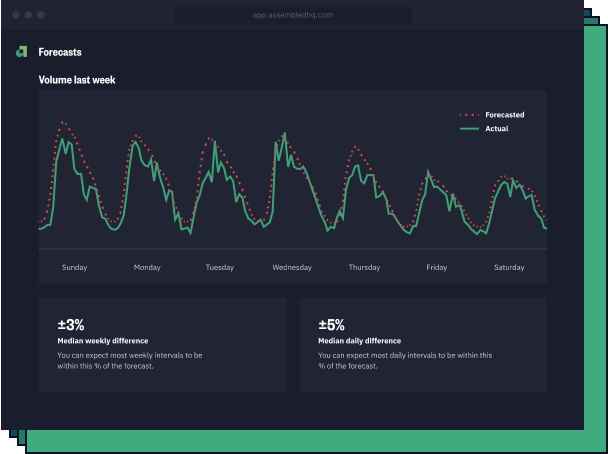 app.assembledhq.com
Forecasts
Volume last week
Forecasted
Actual
Sunday Monday Tuesday Wednesday Thursday Friday Saturday
±3%
Median weekly difference
You can expect most weekly intervals to be
within this % of the forecast.
±5%
Median daily difference
You can expect most daily intervals to be within this
% of the forecast.